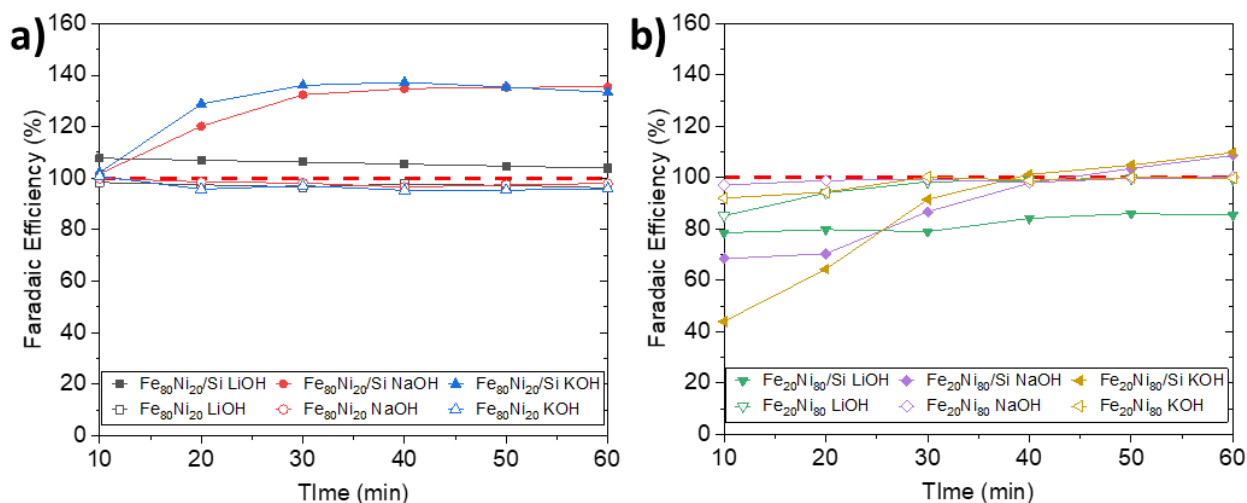 a)
160
140
120
100
80
60
40
20
0
Faradaic Efficiency (%)
Fe80Ni20/Si LiOH Fe80Ni20/Si NaOH Fe80Ni20/Si KOH
Fe80Ni20 LiOH Fe80Ni20 NaOH Fe80Ni20 KOH
10 20 30 40 50 60
TIme (min)
b)
160
140
120
100
80
60
40
20
0
Faradaic Efficiency (%)
Fe20Ni80/Si LiOH Fe20Ni80/Si NaOH Fe20Ni80/Si KOH
Fe20Ni80 LiOH Fe20Ni80 NaOH Fe20Ni80 KOH
10 20 30 40 50 60
TIme (min)